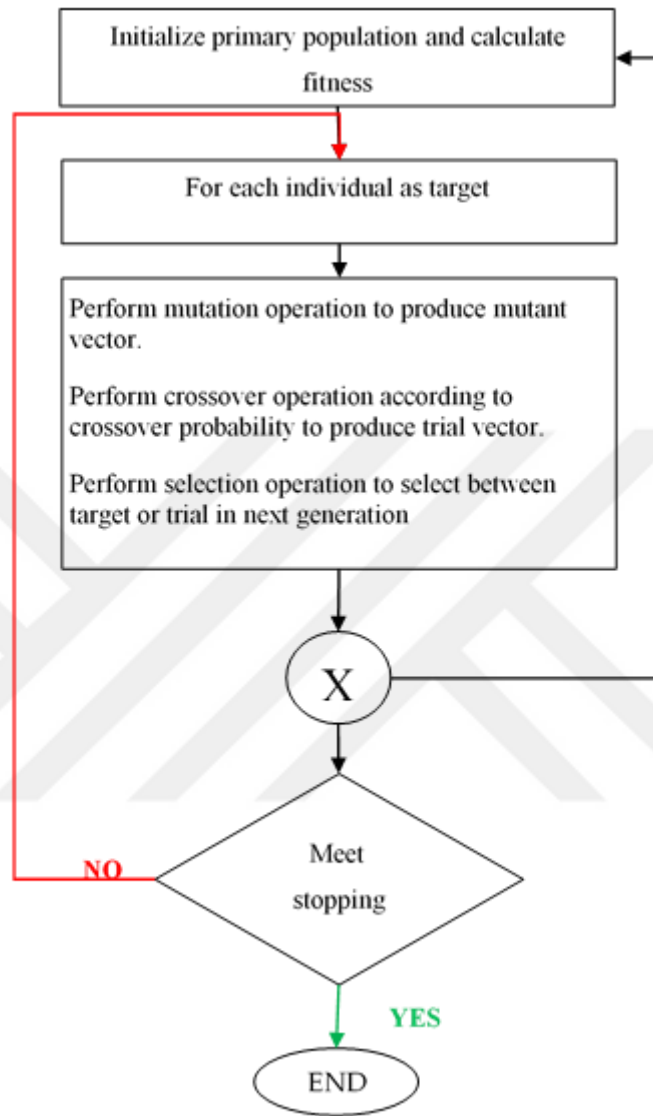 Initialize primary population and calculate
fitness
For each individual as target
Perform mutation operation to produce mutant
vector.
Perform crossover operation according to
crossover probability to produce trial vector.
Perform selection operation to select between
target or trial in next generation
X
Meet
stopping
NO
YES
END